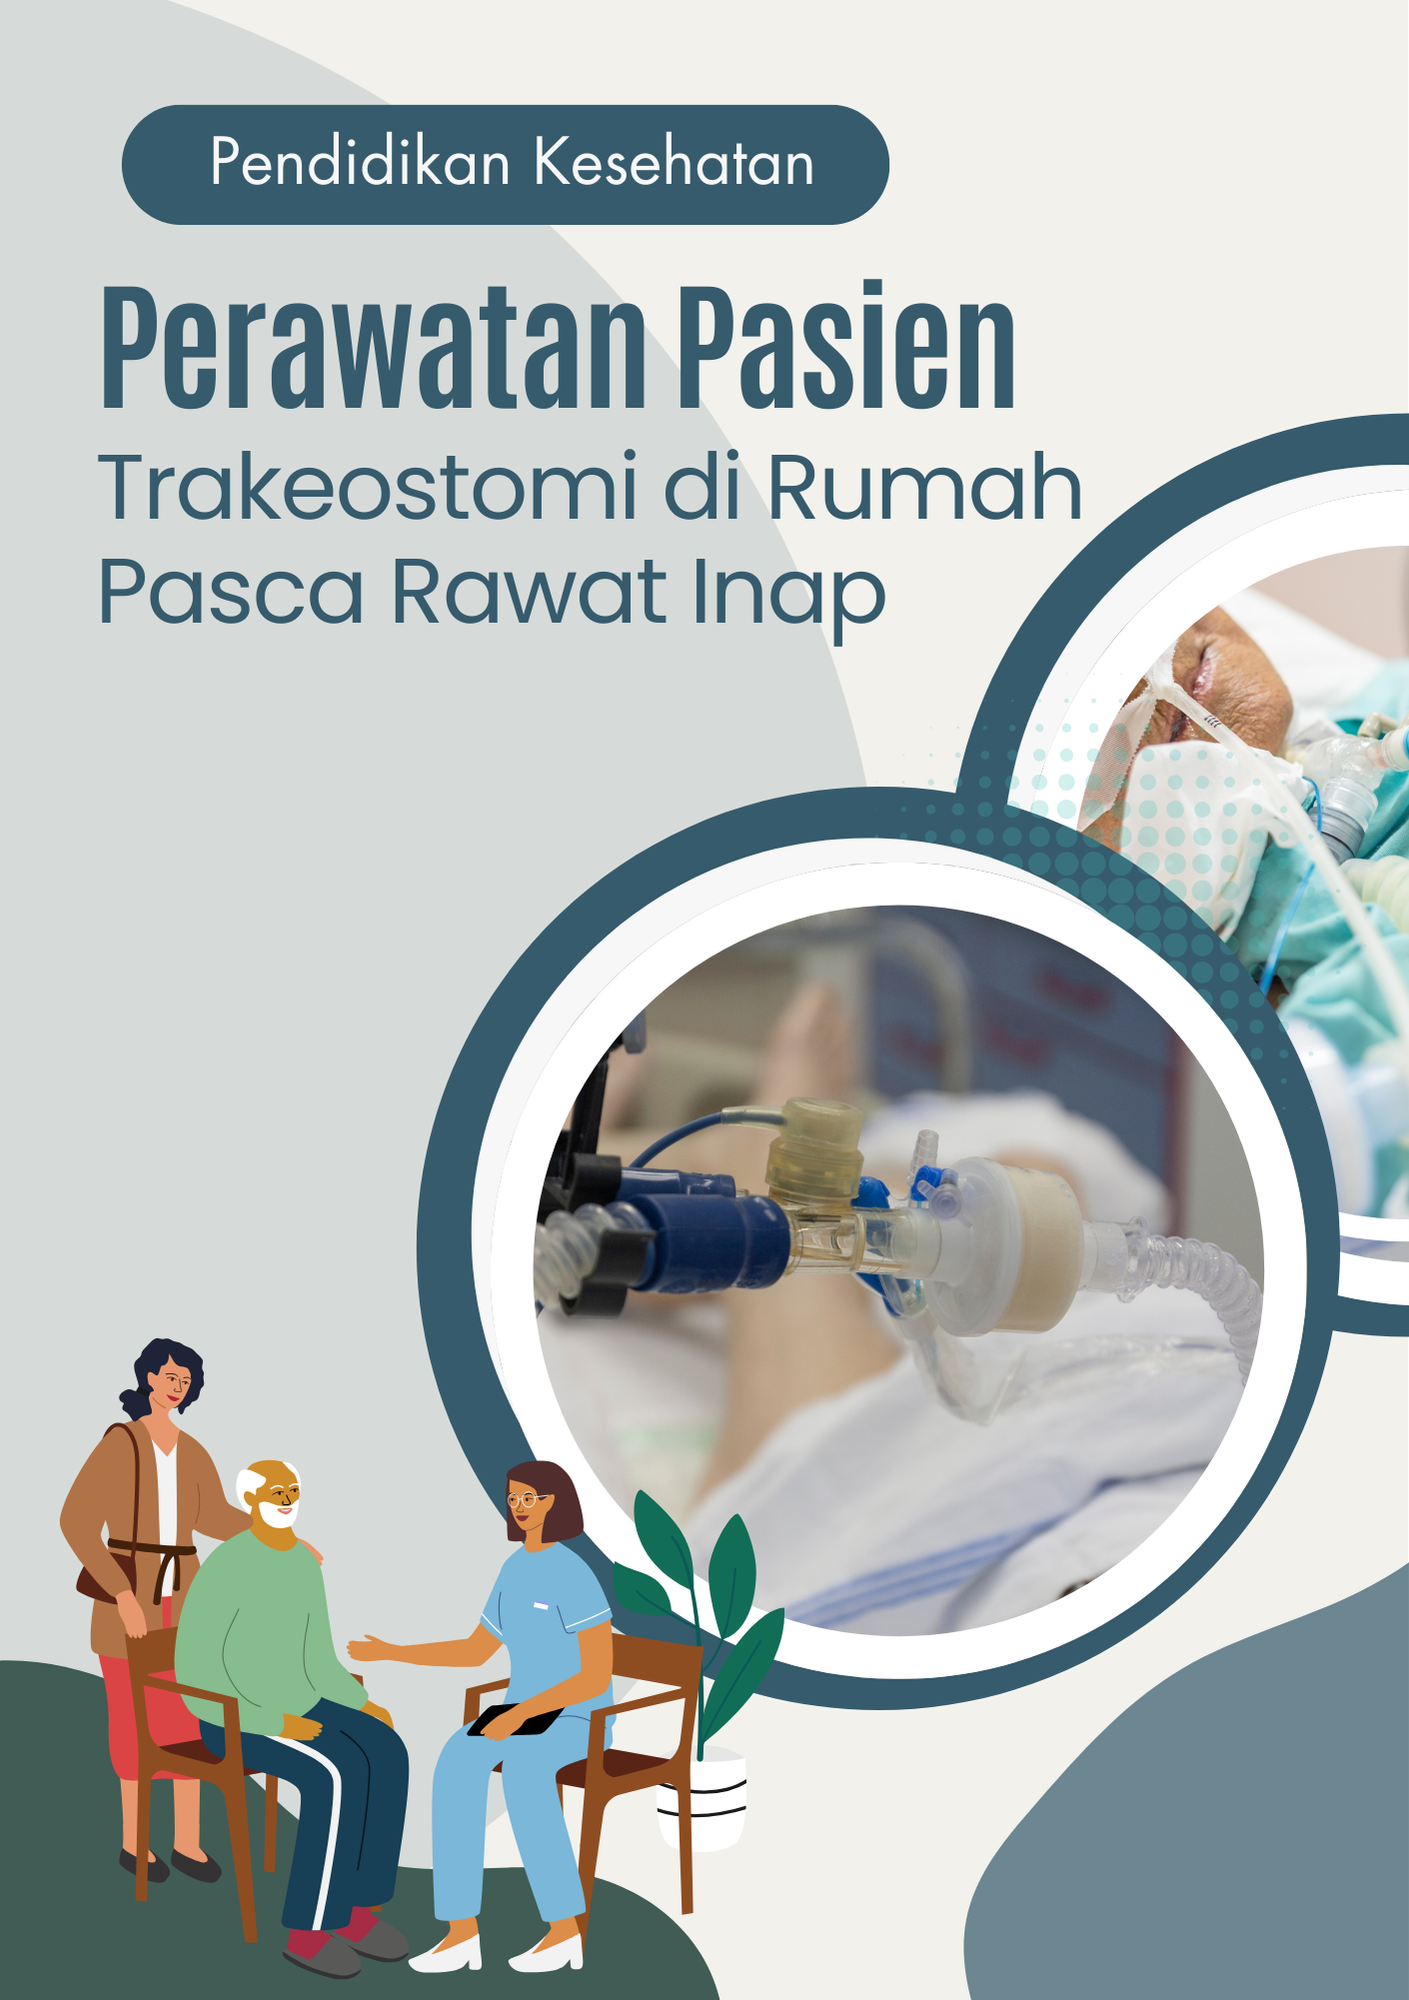 Pendidikan Kesehatan
Perawatan Pasien
Trakeostomi di Rumah
Pasca Rawat Inap